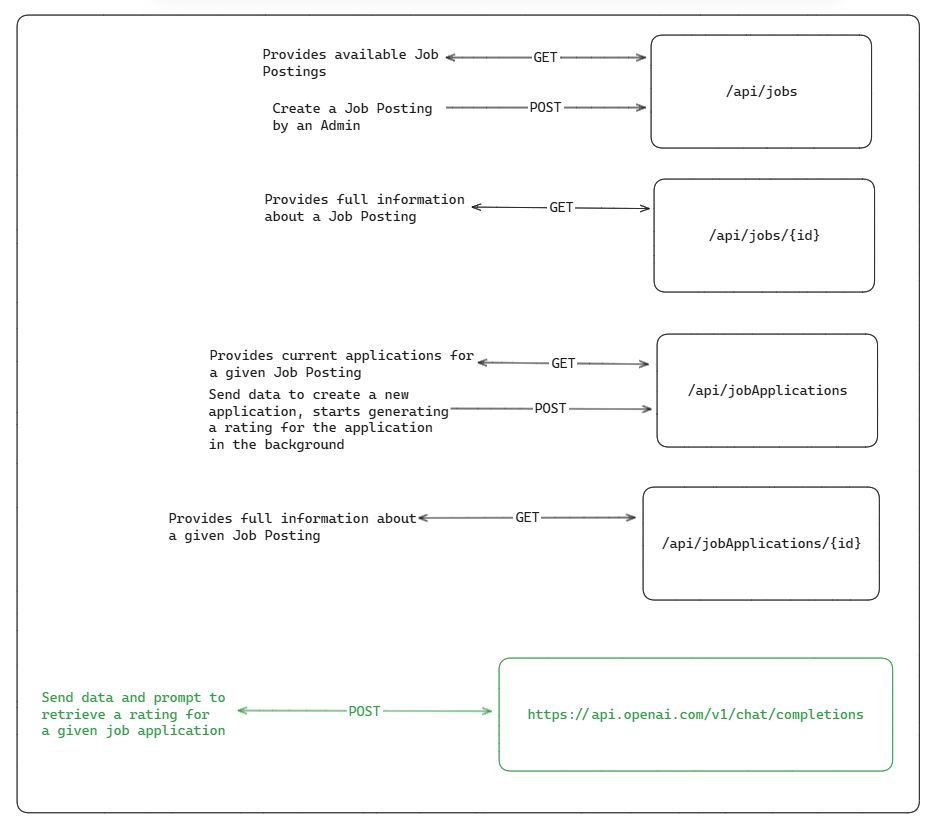 Provides available Job
Postings
GET
Create a Job Posting
by an Admin
POST
/api/jobs
Provides full information
about a Job Posting
GET
/api/jobs/{id}
Provides current applications for
a given Job Posting
GET
Send data to create a new
application, starts generating
a rating for the application
in the background
POST
/api/jobApplications
Provides full information about
a given Job Posting
GET
/api/jobApplications/{id}
Send data and prompt to
retrieve a rating for
a given job application
POST
https://api.openai.com/v1/chat/completions